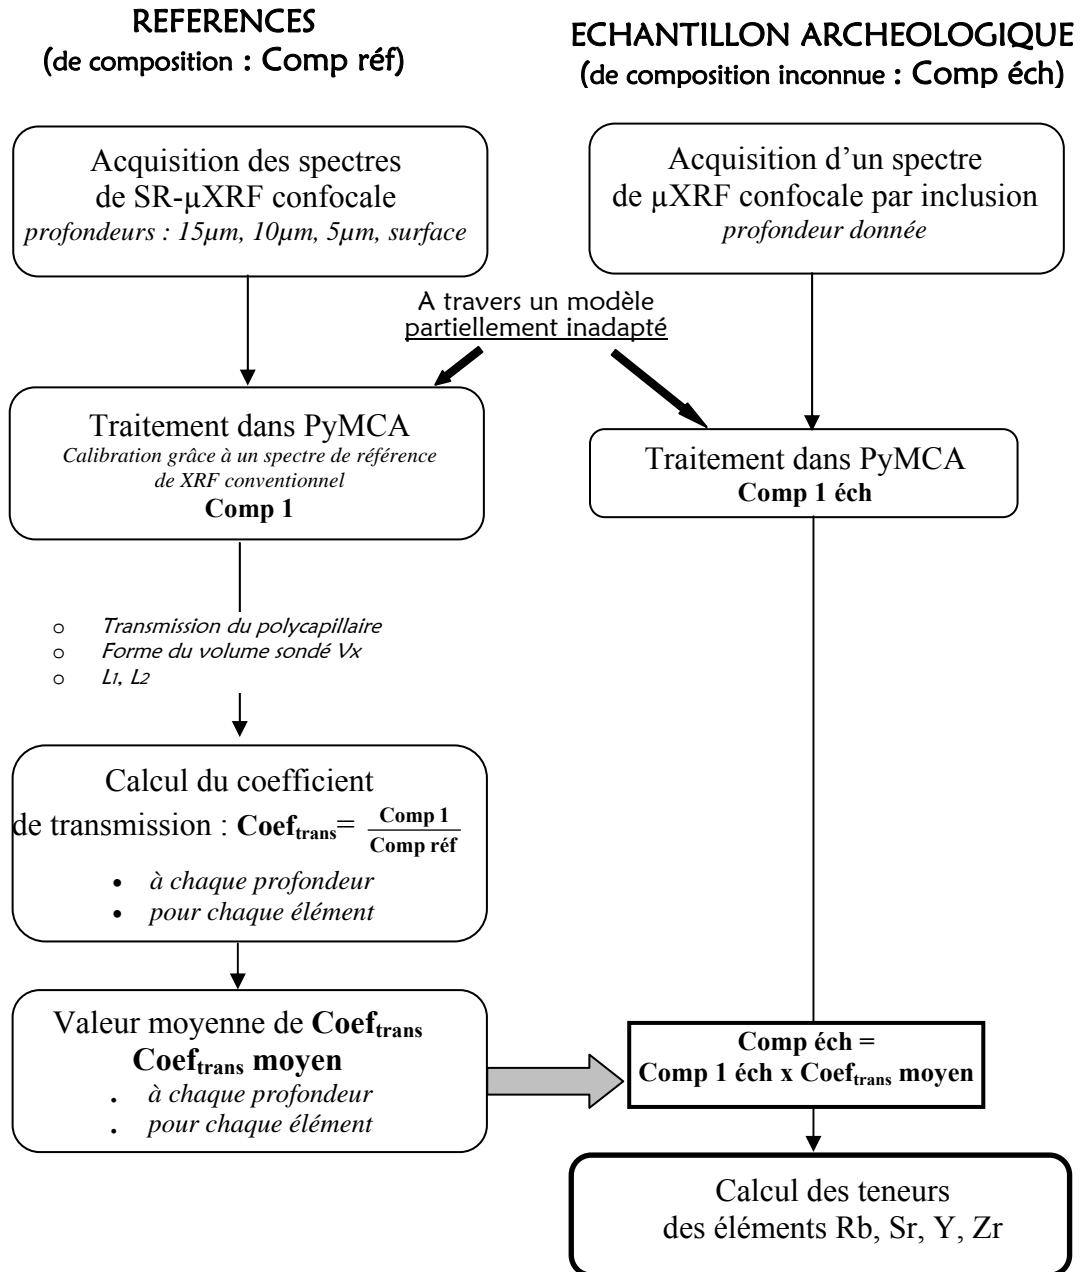 REFERENCES
(de composition : Comp réf)
ECHANTILLON ARCHEOLOGIQUE
(de composition inconnue : Comp éch)
Acquisition des spectres
de SR-µXRF confocale
profondeurs : 15µm, 10µm, 5µm, surface
Acquisition d'un spectre
de µXRF confocale par inclusion
profondeur donnée
A travers un modèle
partiellement inadapté
Traitement dans PyMCA
Calibration grâce à un spectre de référence
de XRF conventionnel
Comp 1
Traitement dans PyMCA
Comp 1 éch
o Transmission du polycapillaire
o Forme du volume sondé Vx
o L1, L2
Calcul du coefficient
de transmission : Coeftrans= Comp 1 / Comp réf
• à chaque profondeur
• pour chaque élément
Valeur moyenne de Coeftrans
Coeftrans moyen
. à chaque profondeur
. pour chaque élément
Comp éch =
Comp 1 éch x Coeftrans moyen
Calcul des teneurs
des éléments Rb, Sr, Y, Zr